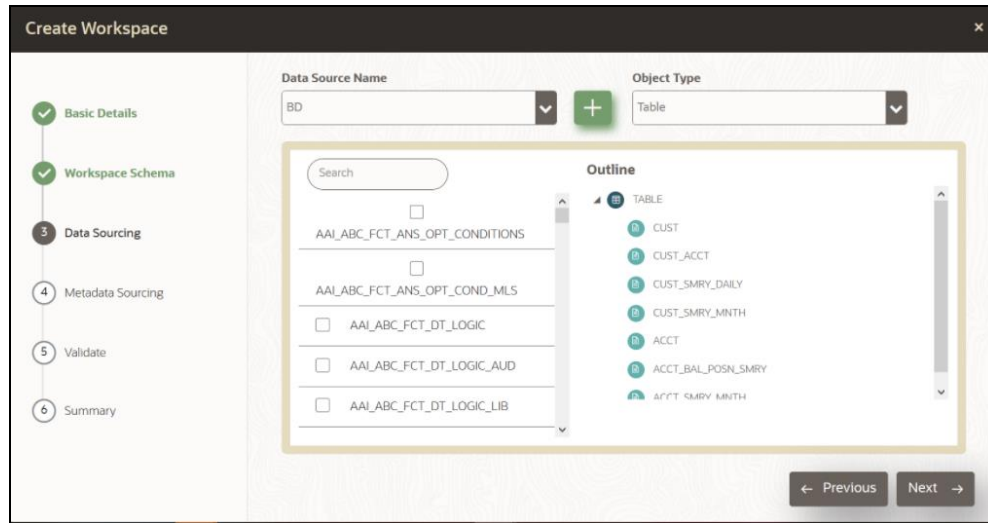 Create Workspace
×
Basic Details
Workspace Schema
3 Data Sourcing
4 Metadata Sourcing
5 Validate
6 Summary
Data Source Name
Object Type
BD
+
Table
Search
AAI_ABC_FCT_ANS_OPT_CONDITIONS
AAI_ABC_FCT_ANS_OPT_COND_MLS
AAI_ABC_FCT_DT_LOGIC
AAI_ABC_FCT_DT_LOGIC_AUD
AAI_ABC_FCT_DT_LOGIC_LIB
Outline
TABLE
CUST
CUST_ACCT
CUST_SMRY_DAILY
CUST_SMRY_MNTH
ACCT
ACCT_BAL_POSN_SMRY
ACCT_SMRY_MNTH
← Previous
Next →